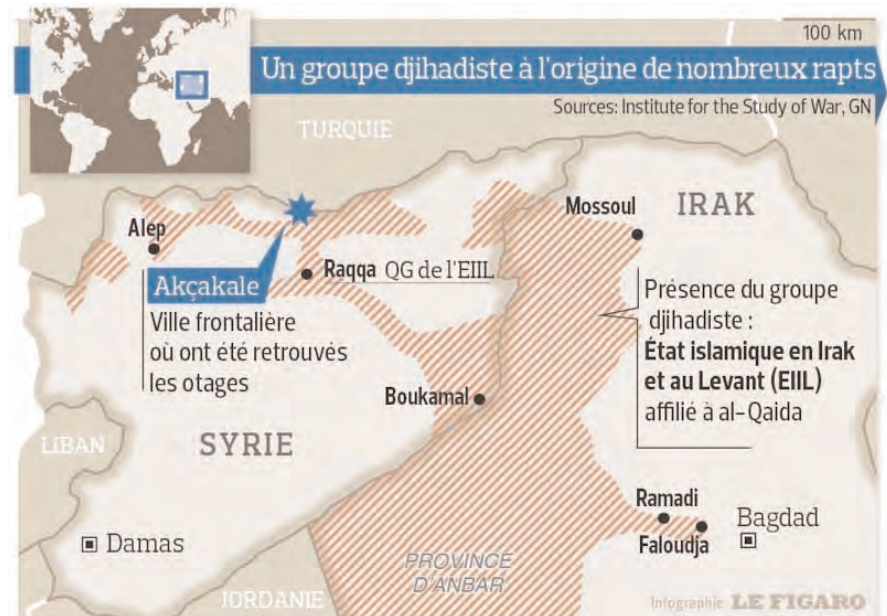 100 km
Un groupe djihadiste à l'origine de nombreux rapts
Sources: Institute for the Study of War, GN
TURQUIE
Mossoul
IRAK
Alep
Raqqa QG de l'EIIL
Akçakale
Ville frontalière
où ont été retrouvés
les otages
Présence du groupe
djihadiste :
État islamique en Irak
et au Levant (EIIL)
affilié à al-Qaida
Boukamal
LIBAN
SYRIE
Ramadi
Faloudja
Bagdad
Damas
PROVINCE
D'ANBAR
JORDANIE
Infographie LE FIGARO